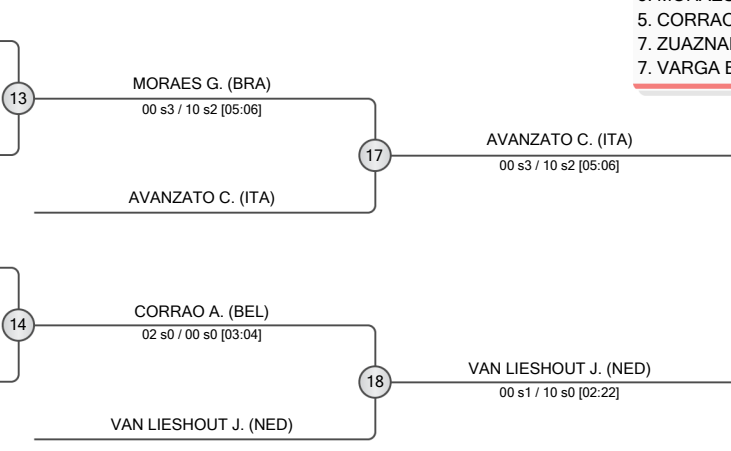 5. CORRAO
7.
7. VARGA
13
MORAES G. (BRA)
00 s3 / 10 s2 [05:06]
17
AVANZATO C. (ITA)
00 s3 / 10 s2 [05:06]
AVANZATO C. (ITA)
14
CORRAO A. (BEL)
02 s0 / 00 s0 [03:04]
18
VAN LIESHOUT J. (NED)
00 s1 / 10 s0 [02:22]
VAN LIESHOUT J. (NED)